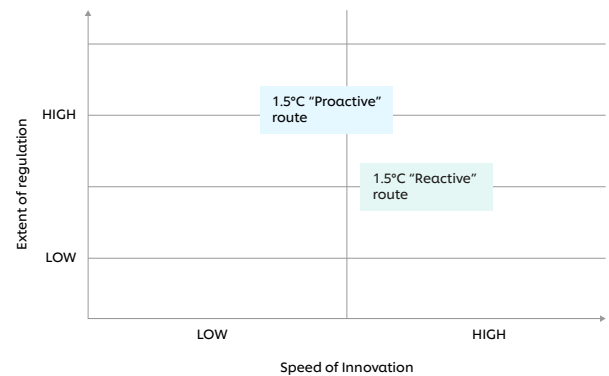 1.5°C “Proactive”
route
HIGH
1.5°C “Reactive”
route
Extent of regulation
LOW
LOW
HIGH
Speed of Innovation